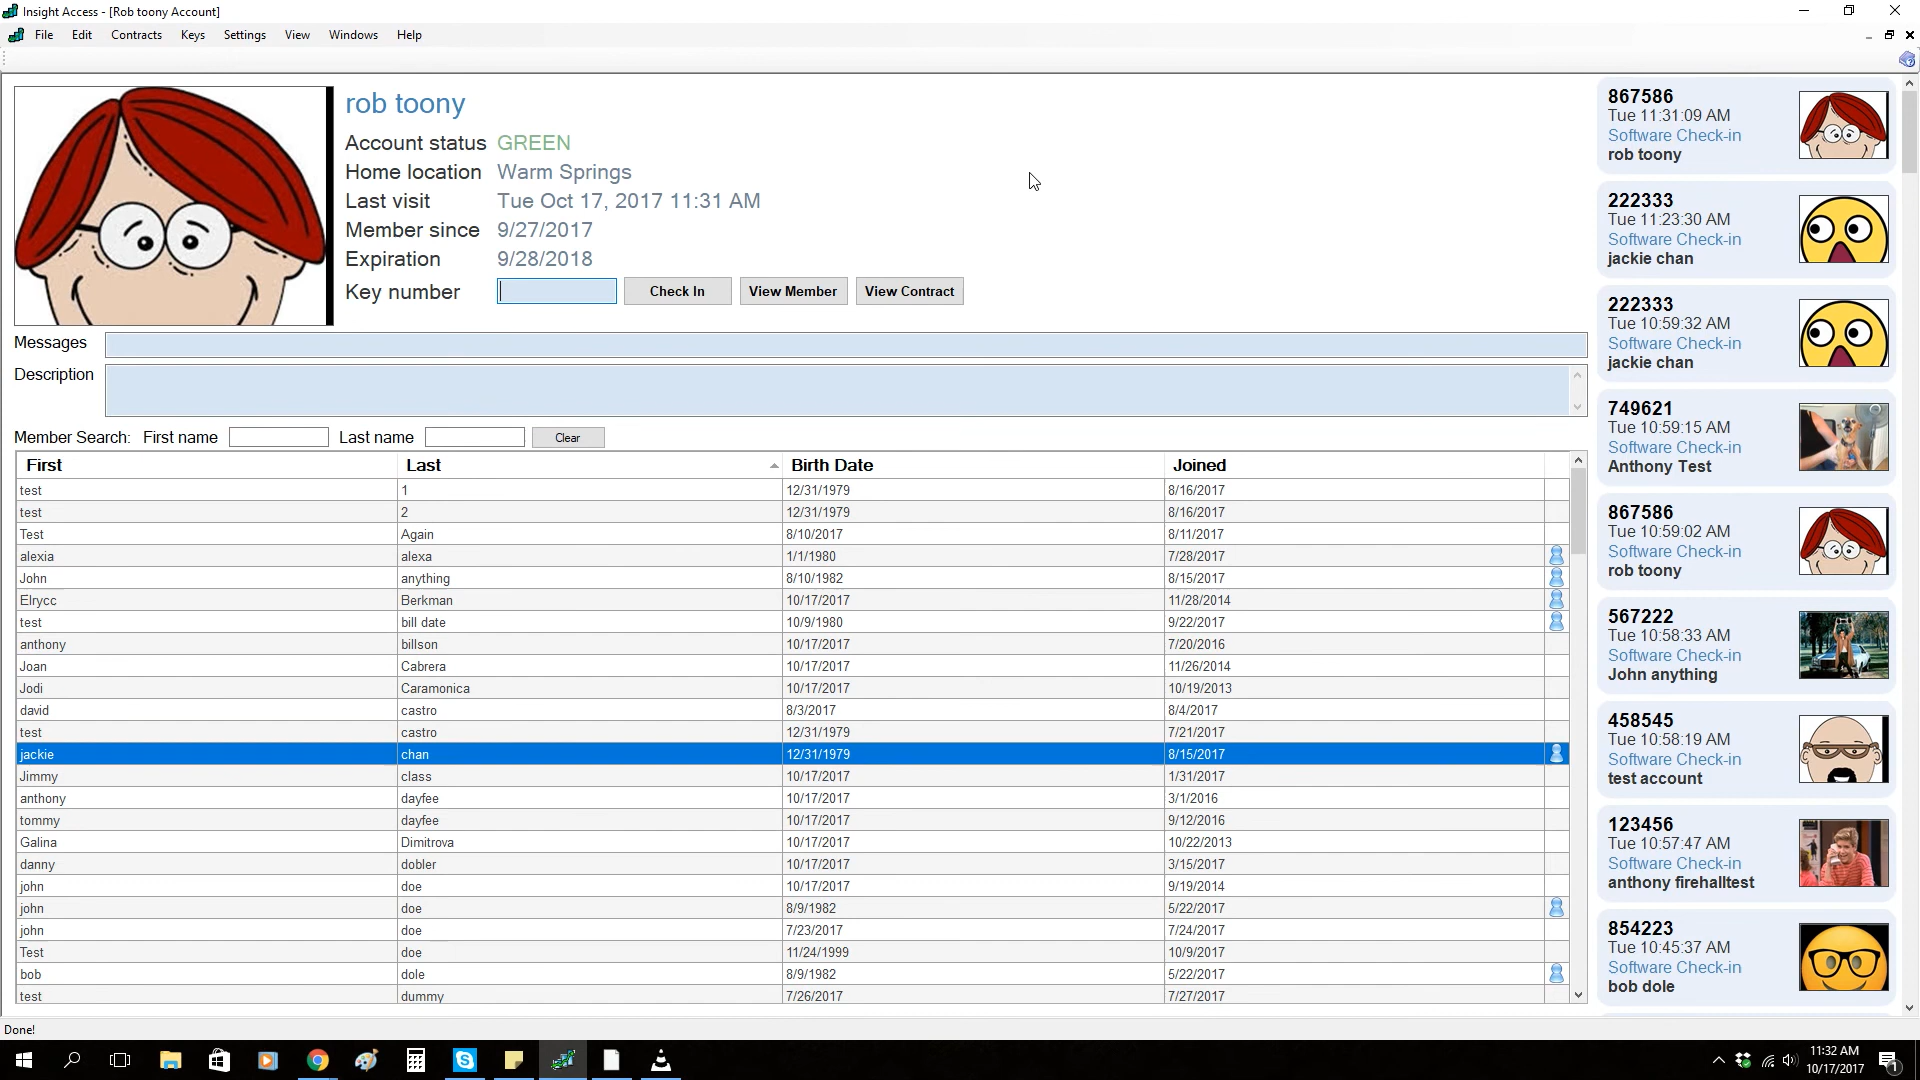 Insight Access - [Rob toony Account]
File Edit Contracts Keys Settings View Windows Help
rob toony
Account status GREEN
Home location Warm Springs
Last visit Tue Oct 17, 2017 11:31 AM
Member since 9/27/2017
Expiration 9/28/2018
Key number Check In View Member View Contract
Messages
Description
Member Search: First name Last name Clear
First Last Birth Date Joined
test 1 12/31/1979 8/16/2017
test 2 12/31/1979 8/16/2017
Test Again 8/10/2017 8/11/2017
alexia alexa 1/1/1980 7/28/2017
John anything 8/10/1982 8/15/2017
Elrycc Berkman 10/17/2017 11/28/2014
test bill date 10/9/1980 9/22/2017
anthony billson 10/17/2017 7/20/2016
Joan Cabrera 10/17/2017 11/26/2014
Jodi Caramonica 10/17/2017 10/19/2013
david castro 8/3/2017 8/4/2017
test castro 12/31/1979 7/21/2017
jackie chan 12/31/1979 8/15/2017
Jimmy class 10/17/2017 1/31/2017
anthony dayfee 10/17/2017 3/1/2016
tommy dayfee 10/17/2017 9/12/2016
Galina Dimitrova 10/17/2017 10/22/2013
danny dobler 10/17/2017 3/15/2017
john doe 10/17/2017 9/19/2014
john doe 8/9/1982 5/22/2017
john doe 7/23/2017 7/24/2017
Test doe 11/24/1999 10/9/2017
bob dole 8/9/1982 5/22/2017
test dummy 7/26/2017 7/27/2017
867586
Tue 11:31:09 AM
Software Check-in
rob toony
222333
Tue 11:23:30 AM
Software Check-in
jackie chan
222333
Tue 10:59:32 AM
Software Check-in
jackie chan
749621
Tue 10:59:15 AM
Software Check-in
Anthony Test
867586
Tue 10:59:02 AM
Software Check-in
rob toony
567222
Tue 10:58:33 AM
Software Check-in
John anything
458545
Tue 10:58:19 AM
Software Check-in
test account
123456
Tue 10:57:47 AM
Software Check-in
anthony firehalltest
854223
Tue 10:45:37 AM
Software Check-in
bob dole
Done!
11:32 AM
10/17/2017
1